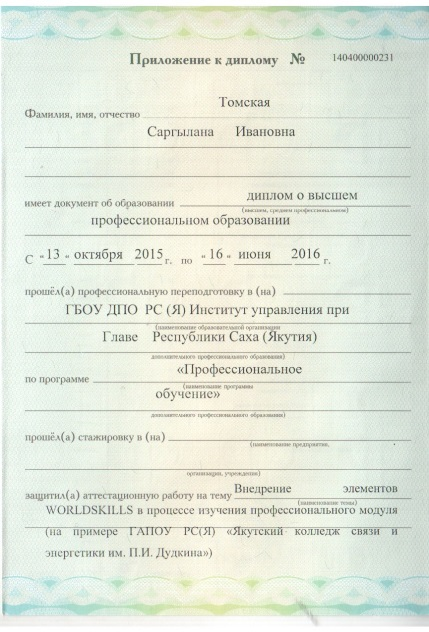 Приложение к диплому № 140400000231
Томская
Фамилия, имя, отчество
Саргылана Ивановна
диплом о высшем
имеет документ об образовании
(высшем, среднем профессиональном)
профессиональном образовании
С "13" октября 2015 г. по "16" июня 2016 г.
прошёл(а) профессиональную переподготовку в (на)
ГБОУ ДПО РС (Я) Институт управления при
(наименование образовательной организации
Главе Республики Саха (Якутия)
дополнительного профессионального образования)
по программе «Профессиональное
(наименование программы
обучение»
дополнительного профессионального образования)
прошёл(а) стажировку в (на)
(наименование предприятия,
организации, учреждения)
защитил(а) аттестационную работу на тему Внедрение элементов
(наименование темы)
WORLDSKILLS в процессе изучения профессионального модуля
(на примере ГАПОУ РС(Я) «Якутский колледж связи и
энергетики им. П.И. Дудкина»)